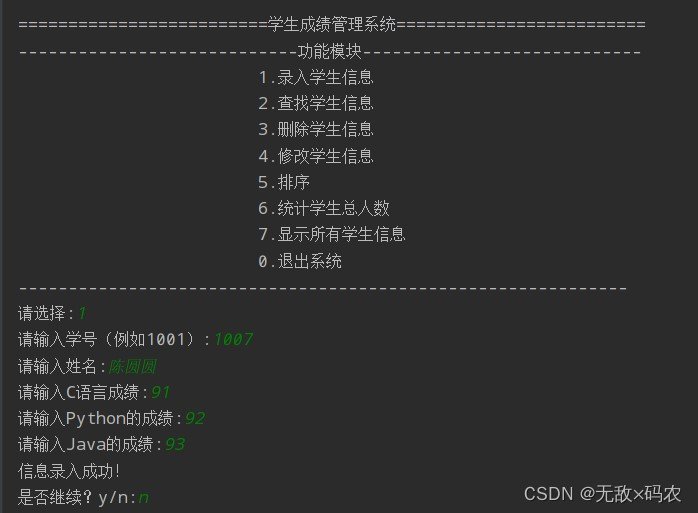 =========================学生成绩管理系统=========================
----------------------------功能模块----------------------------
1.录入学生信息
2.查找学生信息
3.删除学生信息
4.修改学生信息
5.排序
6.统计学生总人数
7.显示所有学生信息
0.退出系统
-------------------------------------------------------------
请选择:1
请输入学号（例如1001）:1007
请输入姓名:陈圆圆
请输入C语言成绩:91
请输入Python的成绩:92
请输入Java的成绩:93
信息录入成功!
是否继续？y/n:n
CSDN @无敌×码农